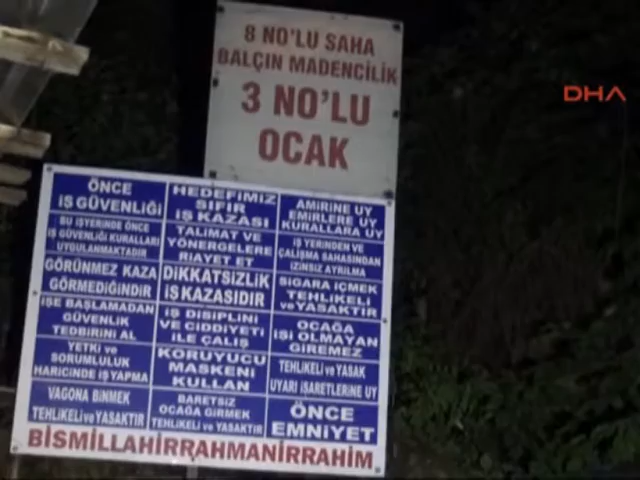 8 NO'LU SAHA
BALÇIN MADENCİLİK
3 NO'LU
OCAK
DHA
ÖNCE
İŞ GÜVENLİĞİ
HEDEFİMİZ
SIFIR
İŞ KAZASI
AMİRİNE UY
EMİRLERE UY
KURALLARA UY
BU İŞYERİNDE ÖNCE
İŞ GÜVENLİĞİ KURALLARI
UYGULANMAKTADIR
TALİMAT VE
YÖNERGELERE
RİAYET ET
İŞ YERİNDEN VE
ÇALIŞMA SAHASINDAN
İZİNSİZ AYRILMA
GÖRÜNMEZ KAZA
GÖRMEDİĞİNDİR
DİKKATSİZLİK
İŞ KAZASIDIR
SİGARA İÇMEK
TEHLİKELİ
ve YASAKTIR
İŞE BAŞLAMADAN
GÜVENLİK
TEDBİRİNİ AL
İŞ DİSİPLİNİ
VE CİDDİYETİ
İLE ÇALIŞ
OCAĞA
İŞİ OLMAYAN
GİREMEZ
YETKİ ve
SORUMLULUK
HARİCİNDE İŞ YAPMA
KORUYUCU
MASKENİ
KULLAN
TEHLİKELİ ve YASAK
UYARI İŞARETLERİNE UY
VAGONA BİNMEK
TEHLİKELİ ve YASAKTIR
BARETSİZ
OCAĞA GİRMEK
TEHLİKELİ ve YASAKTIR
ÖNCE
EMNİYET
BİSMİLLAHİRRAHMANİRRAHİM